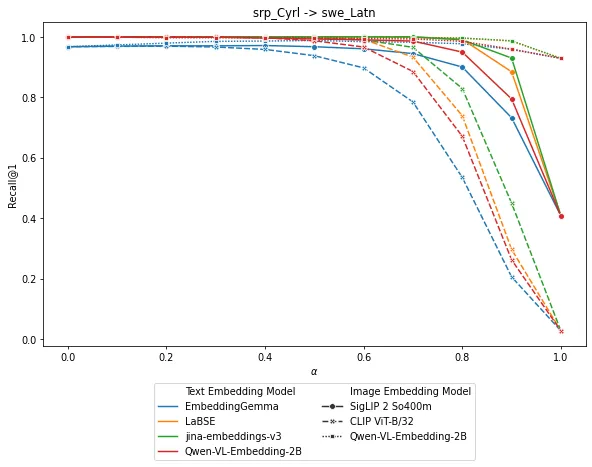 srp_Cyrl -> swe_Latn
Recall@1
1.0
0.8
0.6
0.4
0.2
0.0
0.0 0.2 0.4 0.6 0.8 1.0
α
Text Embedding Model
EmbeddingGemma
LaBSE
jina-embeddings-v3
Qwen-VL-Embedding-2B
Image Embedding Model
SigLIP 2 So400m
CLIP ViT-B/32
Qwen-VL-Embedding-2B